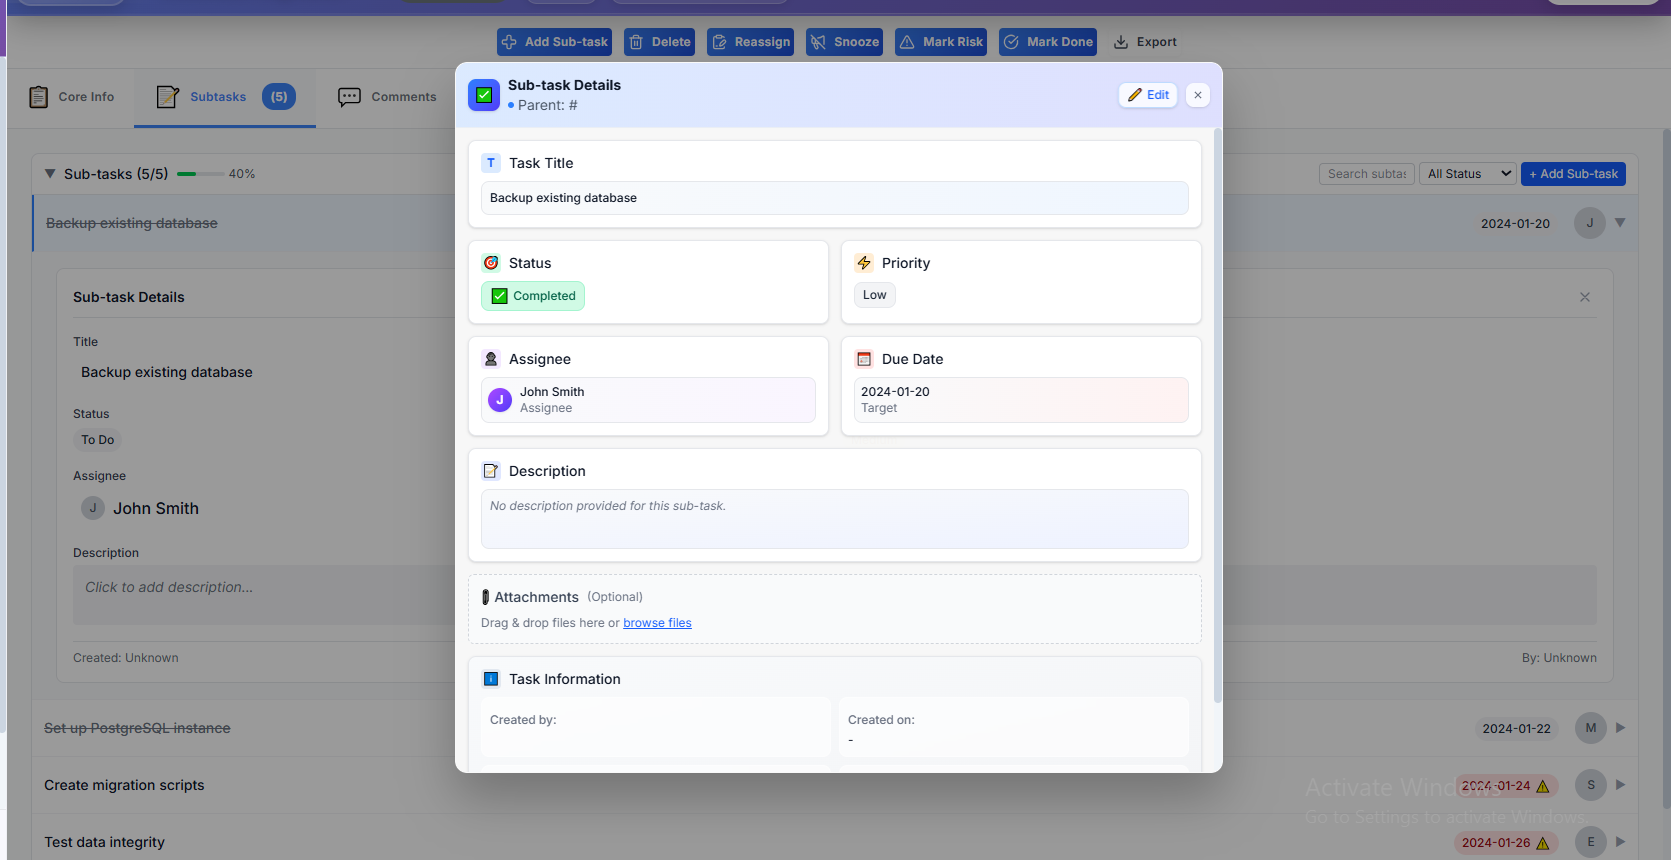 Add Sub-task Delete Reassign Snooze Mark Risk Mark Done Export
Core Info Subtasks (5) Comments
Sub-tasks (5/5) 40% Search subtas All Status + Add Sub-task
Backup existing database 2024-01-20 J
Sub-task Details
Title
Backup existing database
Status
To Do
Assignee
J John Smith
Description
Click to add description...
Created: Unknown By: Unknown
Set up PostgreSQL instance 2024-01-22 M
Create migration scripts 2024-01-24 S
Test data integrity 2024-01-26 E
Sub-task Details
Parent: #
Edit ×
T Task Title
Backup existing database
Status
Completed
Priority
Low
Assignee
J John Smith
Assignee
Due Date
2024-01-20
Target
Description
No description provided for this sub-task.
Attachments (Optional)
Drag & drop files here or browse files
Task Information
Created by:
Created on:
-
Activate Windows
Go to Settings to activate Windows.